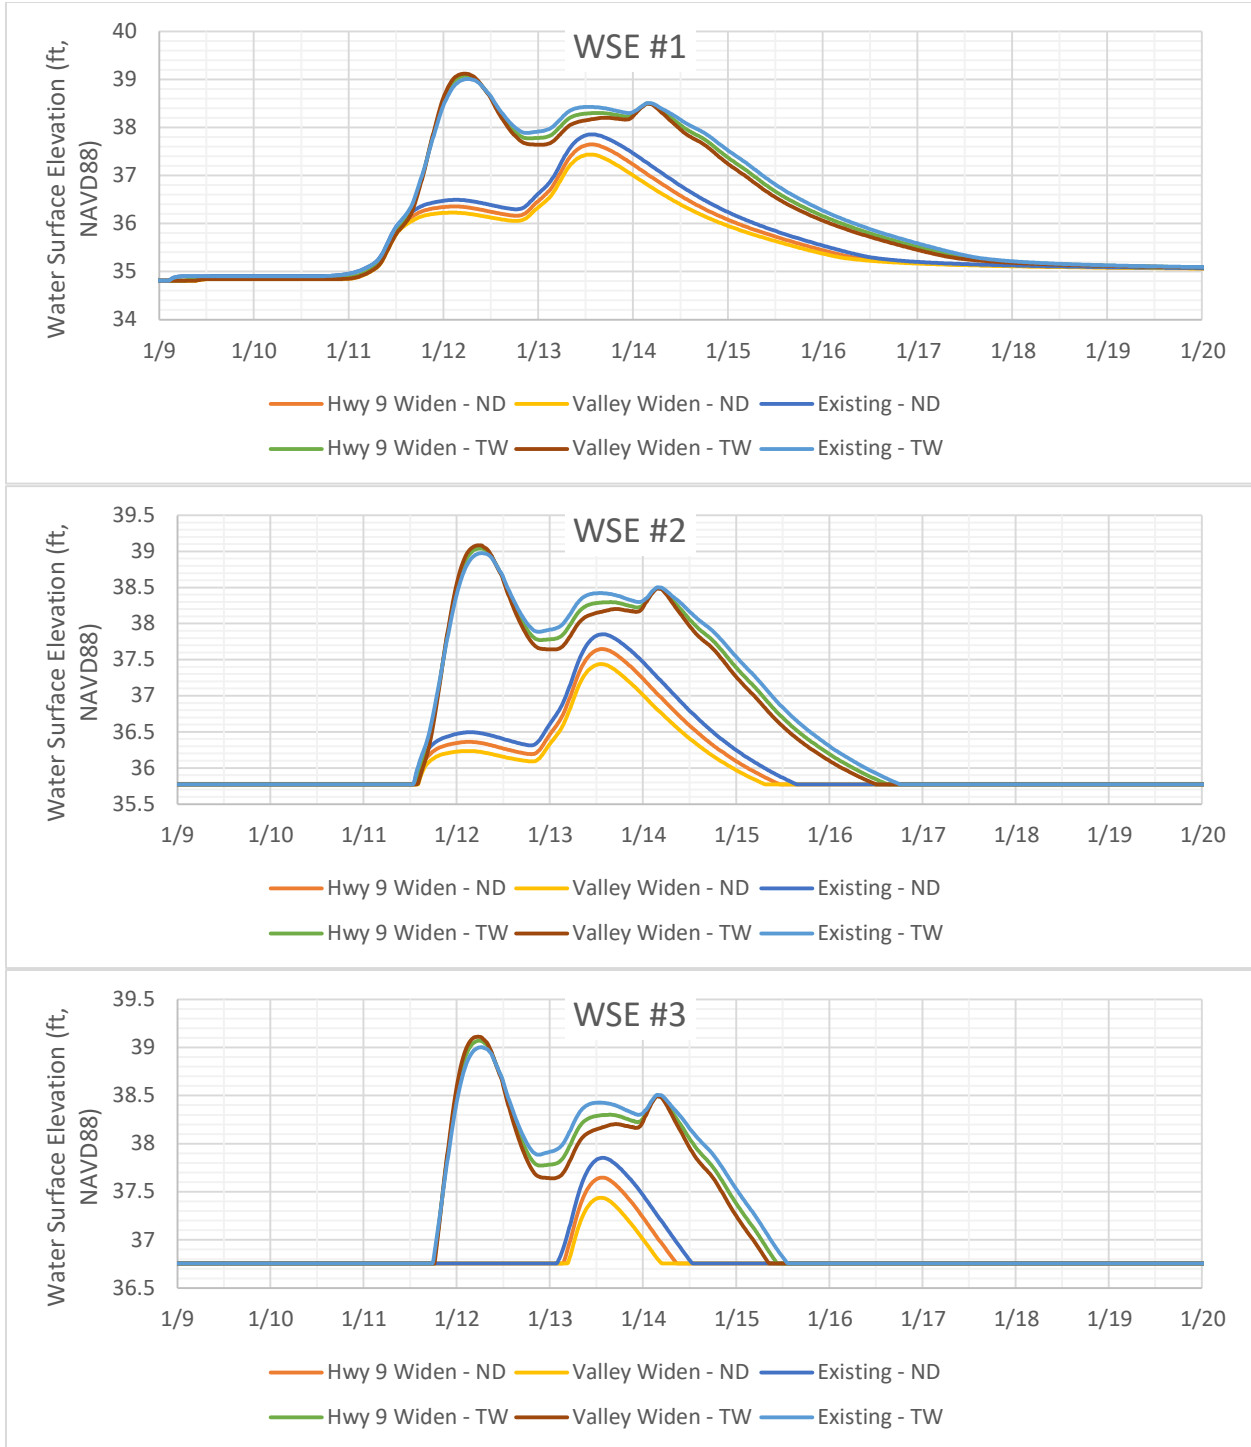 WSE #1
Water Surface Elevation (ft,
NAVD88)
40
39
38
37
36
35
34
1/9 1/10 1/11 1/12 1/13 1/14 1/15 1/16 1/17 1/18 1/19 1/20
Hwy 9 Widen - ND Valley Widen - ND Existing - ND
Hwy 9 Widen - TW Valley Widen - TW Existing - TW
WSE #2
Water Surface Elevation (ft,
NAVD88)
39.5
39
38.5
38
37.5
37
36.5
36
35.5
1/9 1/10 1/11 1/12 1/13 1/14 1/15 1/16 1/17 1/18 1/19 1/20
Hwy 9 Widen - ND Valley Widen - ND Existing - ND
Hwy 9 Widen - TW Valley Widen - TW Existing - TW
WSE #3
Water Surface Elevation (ft,
NAVD88)
39.5
39
38.5
38
37.5
37
36.5
1/9 1/10 1/11 1/12 1/13 1/14 1/15 1/16 1/17 1/18 1/19 1/20
Hwy 9 Widen - ND Valley Widen - ND Existing - ND
Hwy 9 Widen - TW Valley Widen - TW Existing - TW